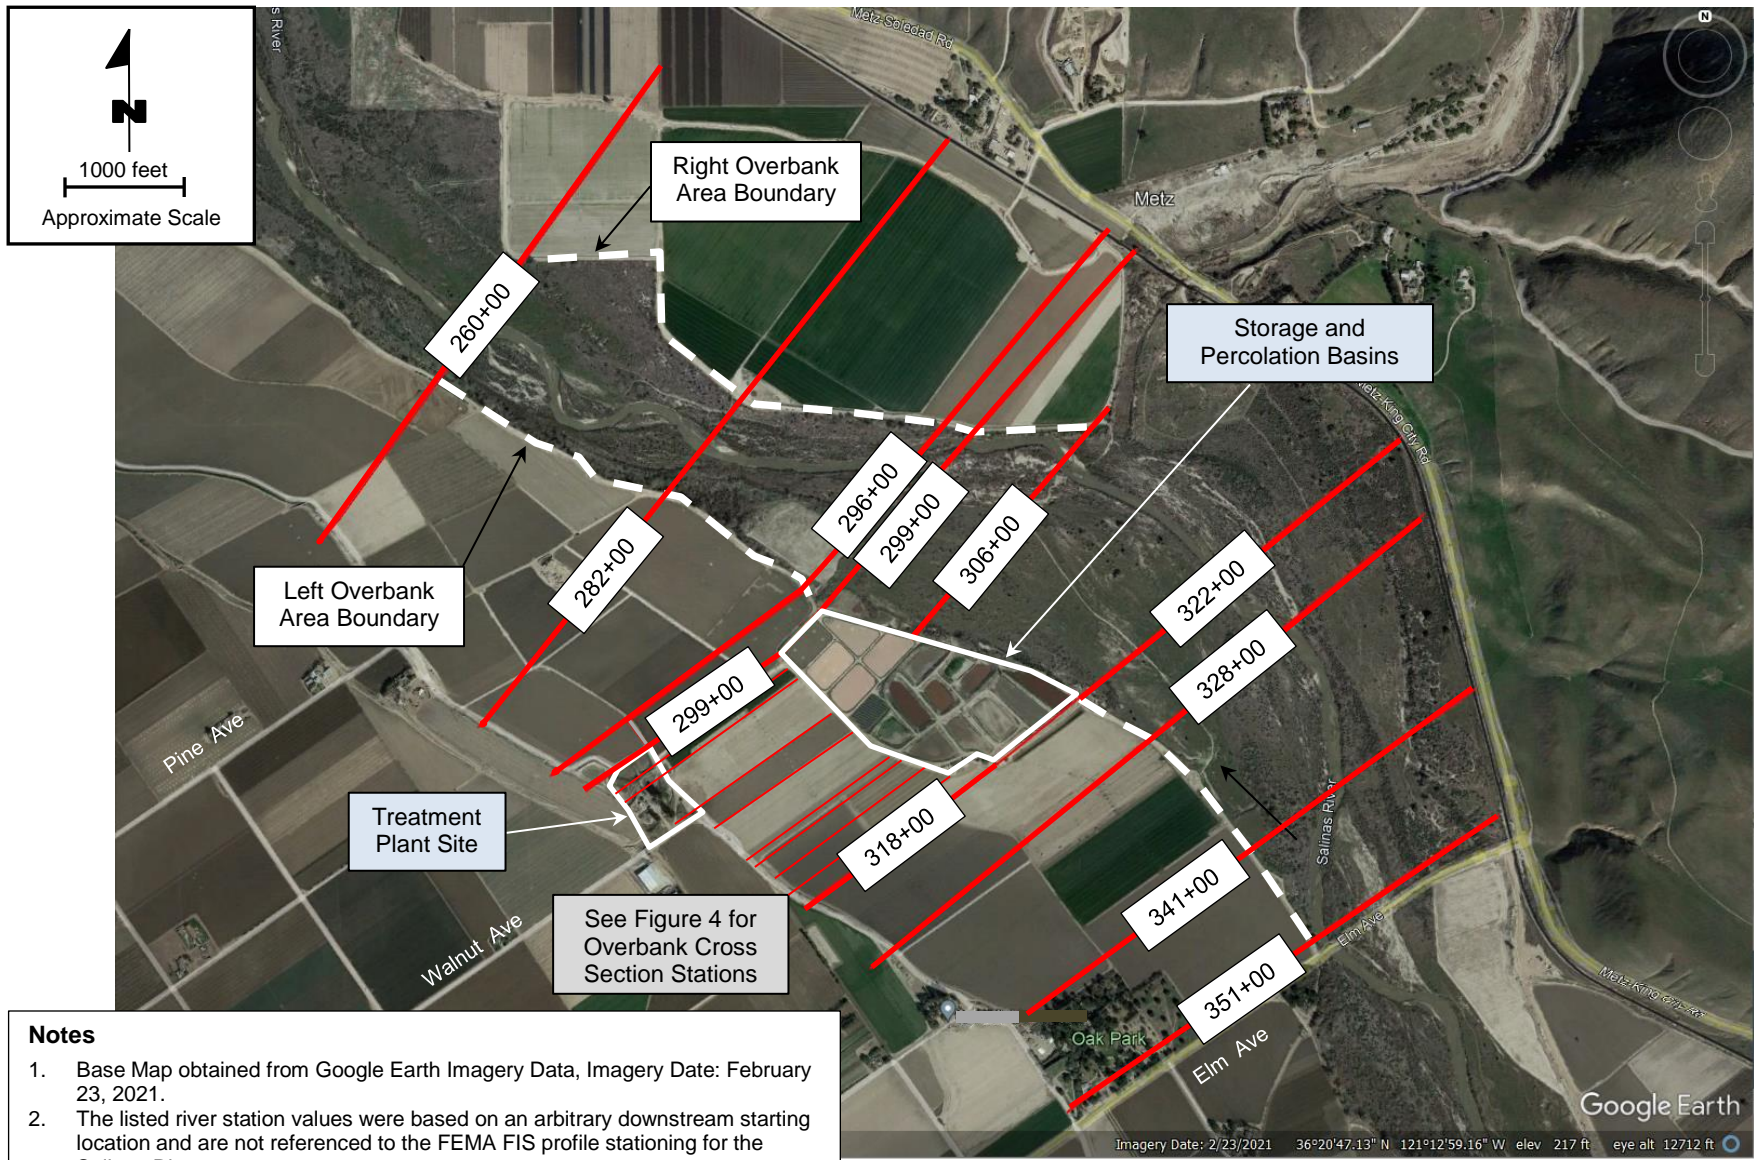 N
1000 feet
Approximate Scale
s River
Metz Soledad Rd
N
Right Overbank
Area Boundary
Metz
260+00
Storage and
Percolation Basins
Metz King City Rd
296+00
299+00
306+00
282+00
322+00
Left Overbank
Area Boundary
328+00
299+00
Pine Ave
Treatment
Plant Site
318+00
Salinas River
341+00
See Figure 4 for
Overbank Cross
Section Stations
Walnut Ave
Elm Ave
351+00
Metz King City Rd
Oak Park
Elm Ave
Notes
1. Base Map obtained from Google Earth Imagery Data, Imagery Date: February
23, 2021.
2. The listed river station values were based on an arbitrary downstream starting
location and are not referenced to the FEMA FIS profile stationing for the
Google Earth
Imagery Date: 2/23/2021 36°20'47.13" N 121°12'59.16" W elev 217 ft eye alt 12712 ft